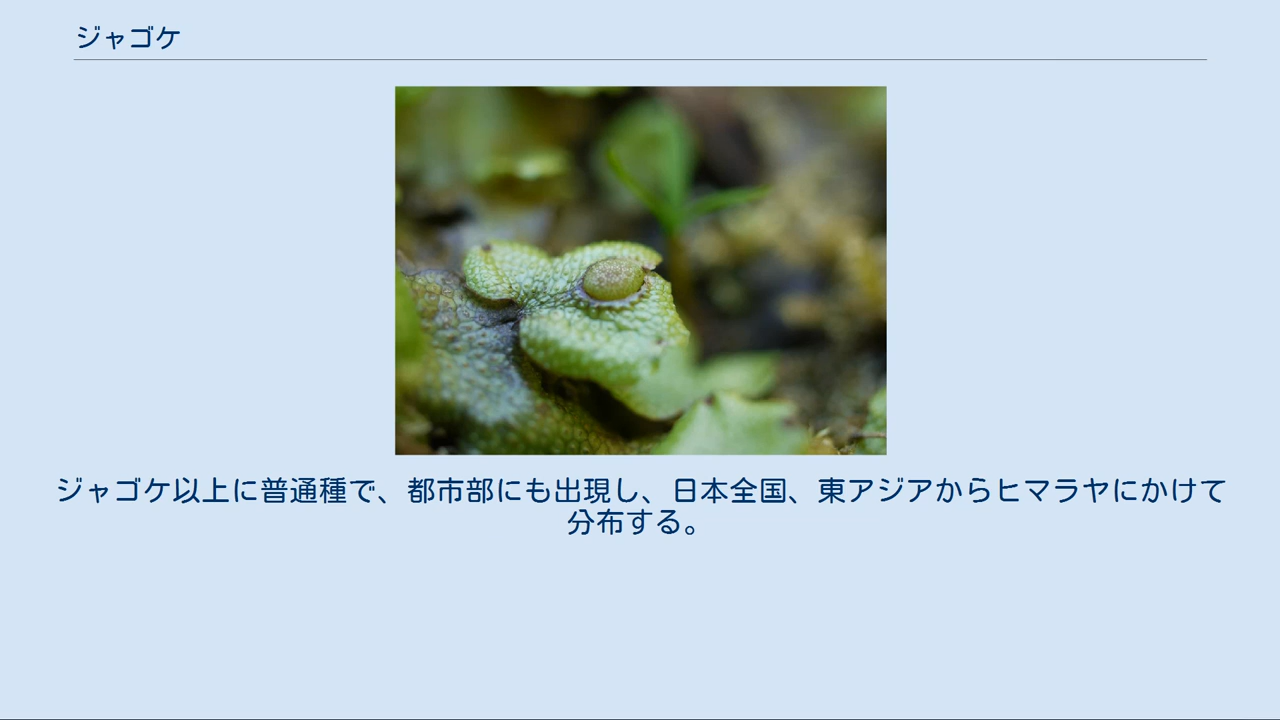 ジャゴケ
ジャゴケ以上に普通種で、都市部にも出現し、日本全国、東アジアからヒマラヤにかけて
分布する。